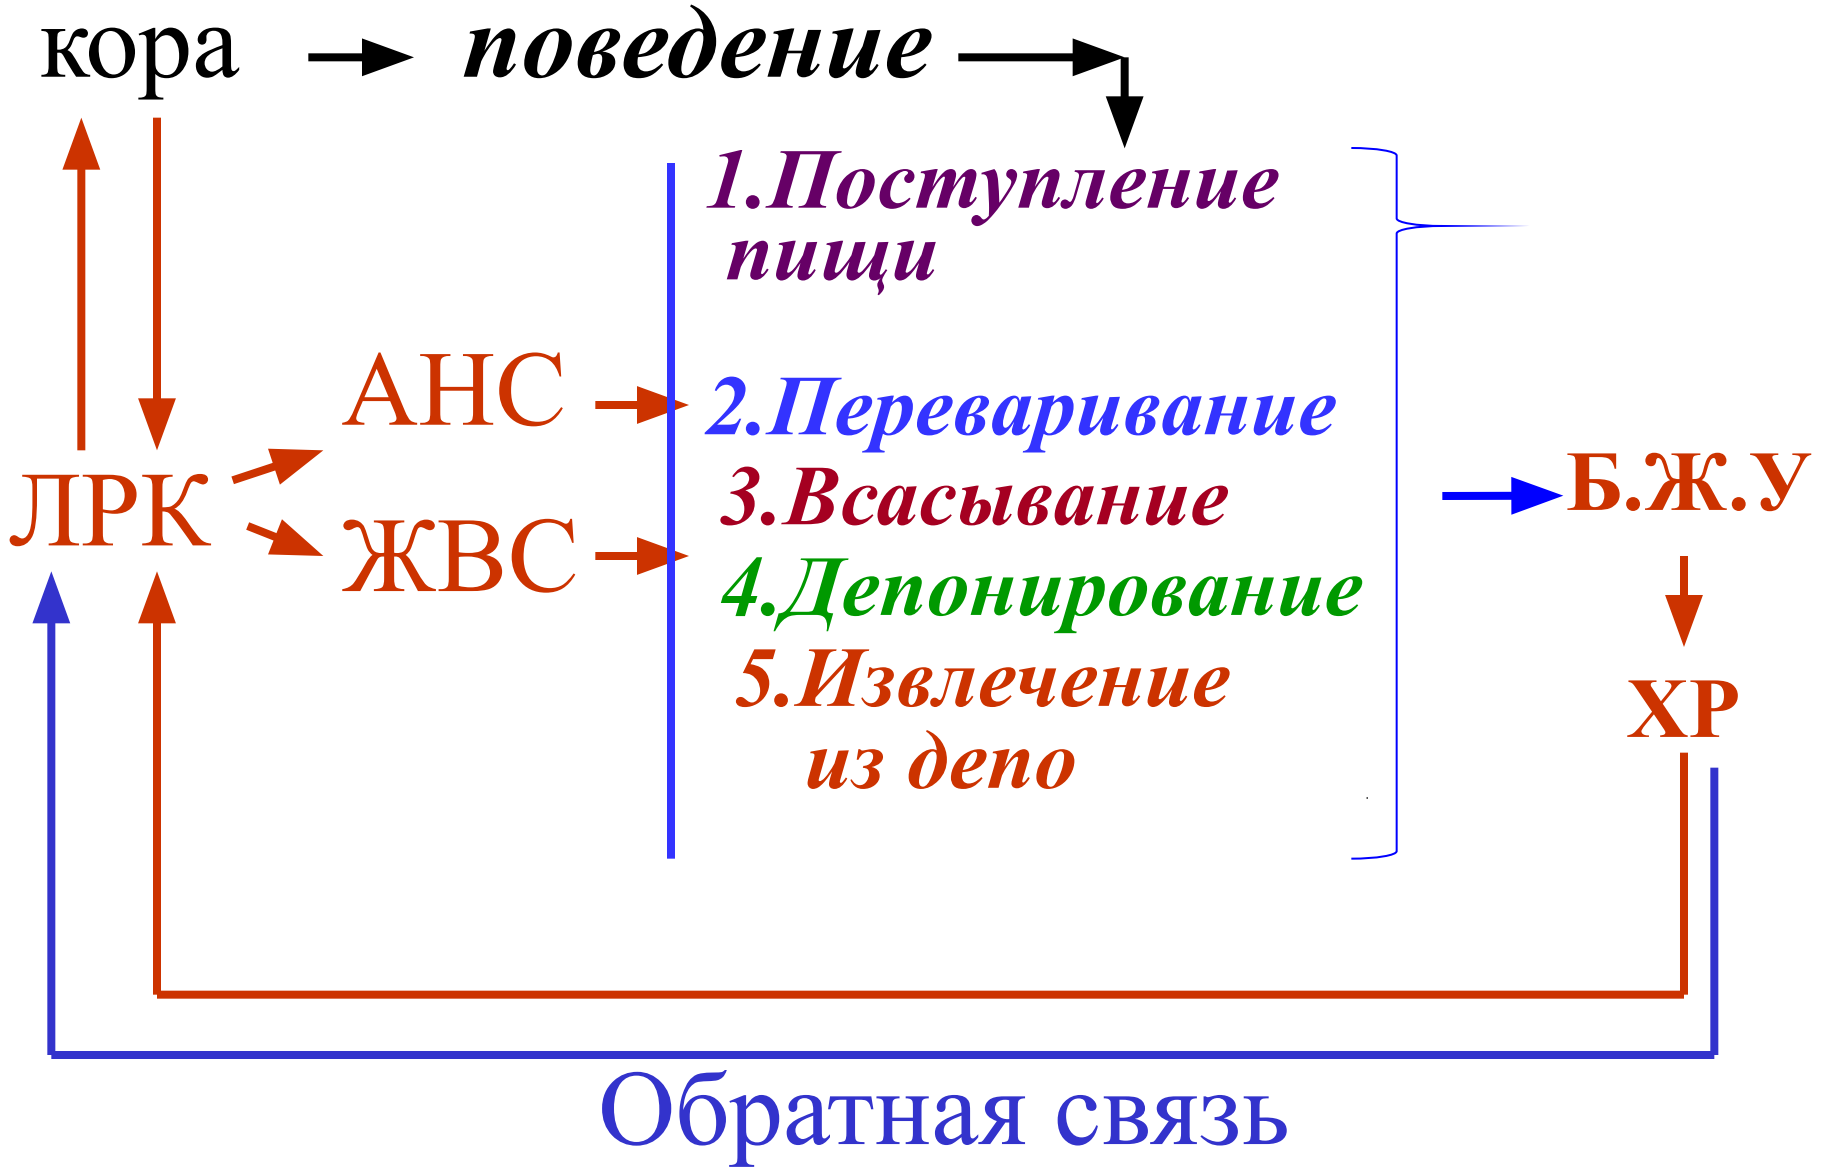 кора
поведение
1.Поступление
пищи
АНС
2.Переваривание
ЛРК
3.Всасывание
Б.Ж.У
ЖВС
4.Депонирование
5.Извлечение
из депо
ХР
Обратная связь